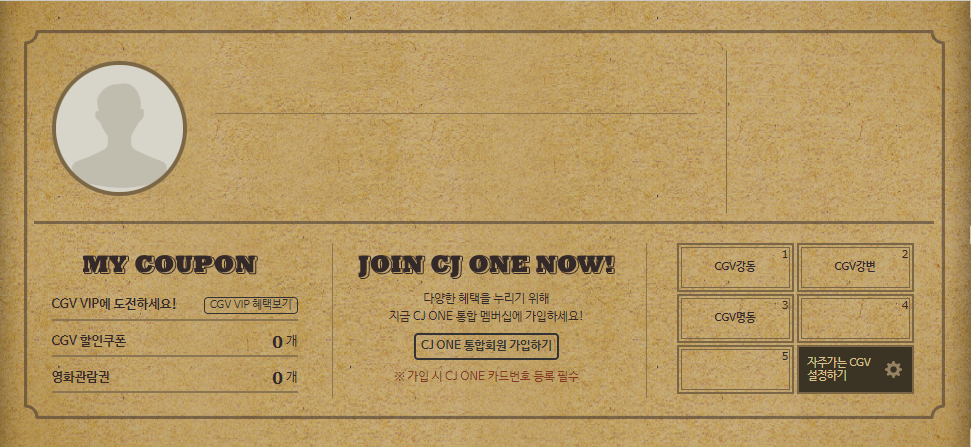 MY COUPON
CGV VIP에 도전하세요!
CGV VIP 혜택보기
CGV 할인쿠폰
0 개
영화관람권
0 개
JOIN CJ ONE NOW!
다양한 혜택을 누리기 위해
지금 CJ ONE 통합 멤버십에 가입하세요!
CJ ONE 통합회원 가입하기
※ 가입 시 CJ ONE 카드번호 등록 필수
1
CGV강동
2
CGV강변
3
CGV명동
4
5
자주가는 CGV
설정하기